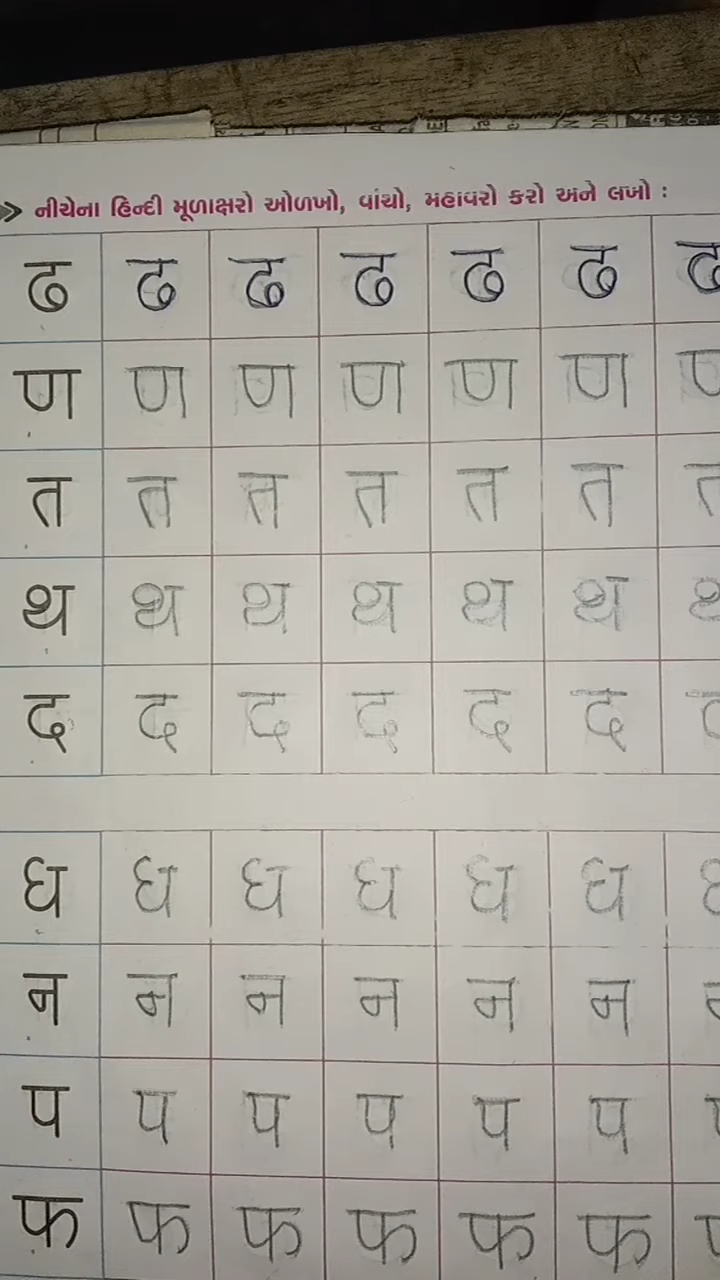 નીચેના હિન્દી મૂળાક્ષરો ઓળખો, વાંચો, મહાવરો કરો અને લખો :
ढ ढ ढ ढ ढ ढ ढ
ण ण ण ण ण ण ण
त त त त त त त
थ थ थ थ थ थ थ
द द द द द द द
ध ध ध ध ध ध ध
न न न न न न न
प प प प प प प
फ फ फ फ फ फ फ